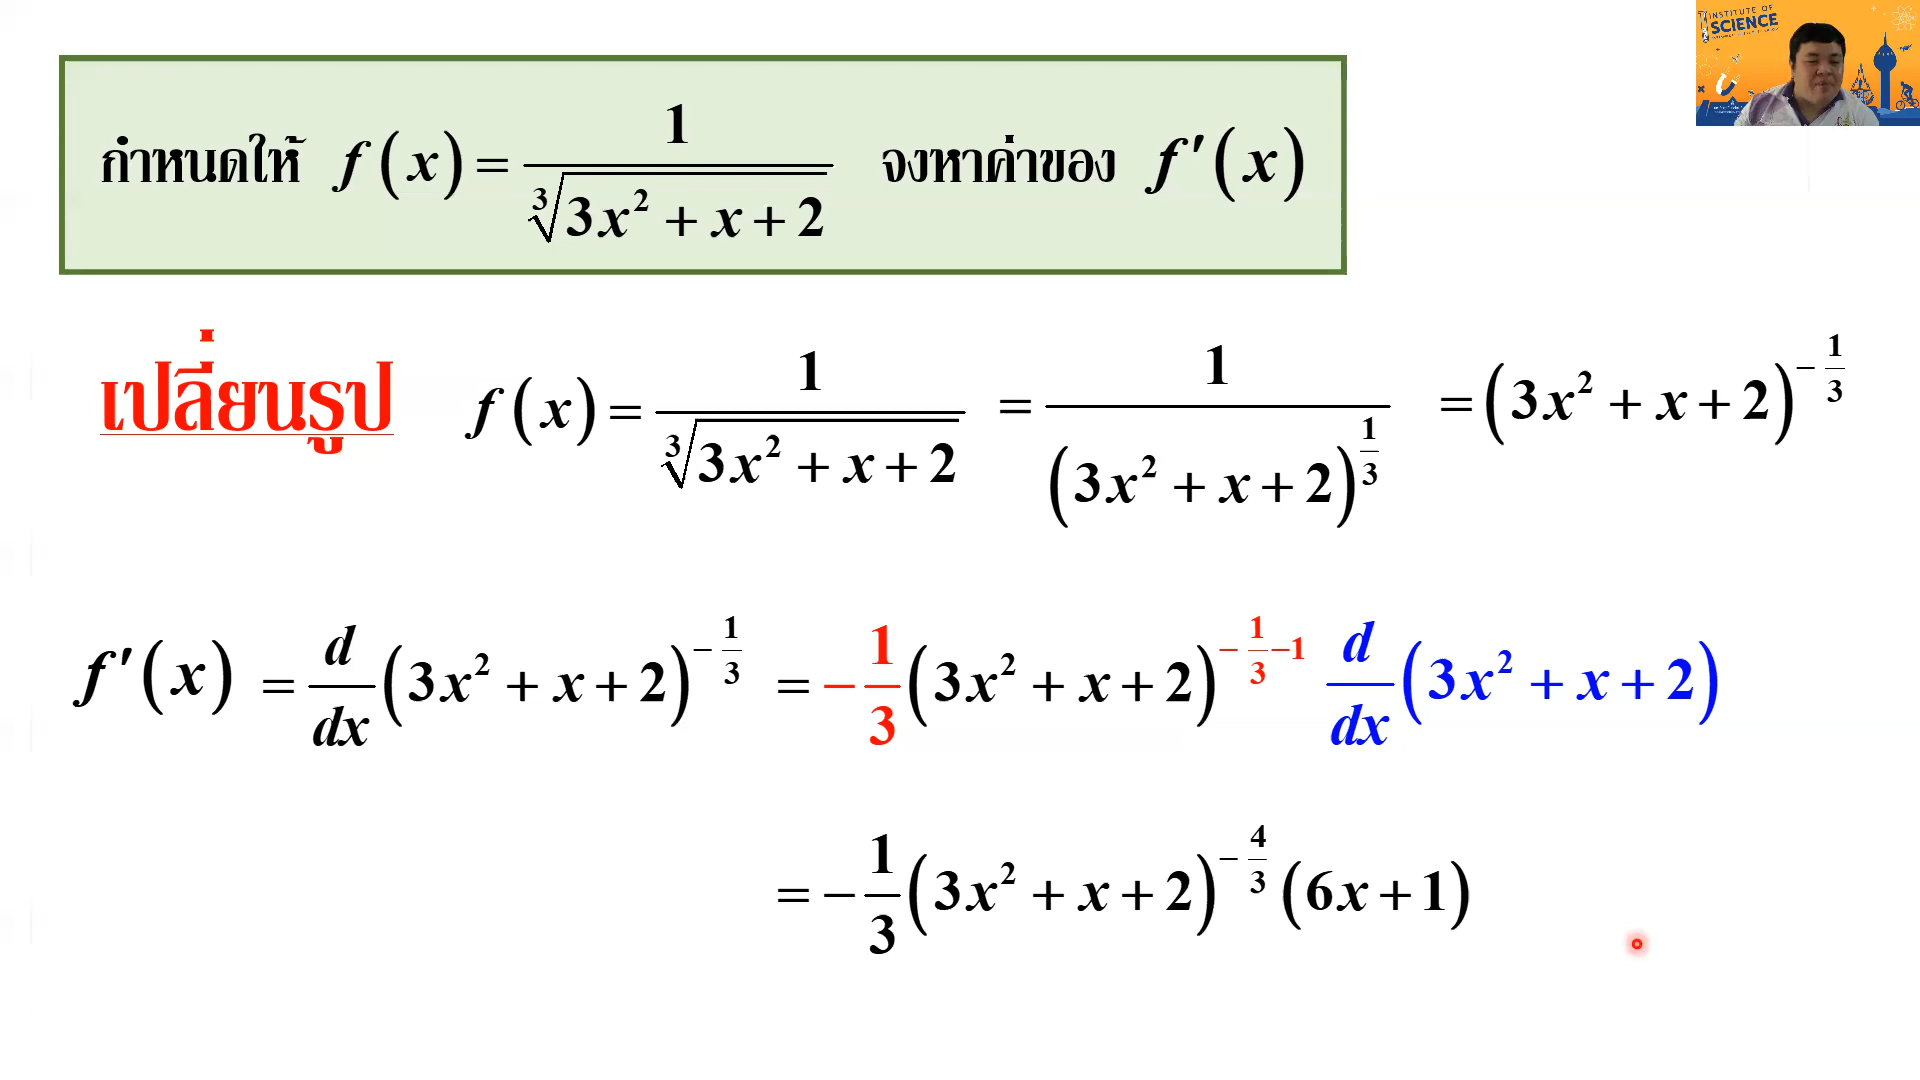 INSTITUTE OF
SCIENCE
กำหนดให้ f(x) = 1/∛(3x² + x + 2) จงหาค่าของ f′(x)
เปลี่ยนรูป f(x) = 1/∛(3x² + x + 2) = 1/(3x² + x + 2)^(1/3) = (3x² + x + 2)^(-1/3)
f′(x) = d/dx (3x² + x + 2)^(-1/3) = -1/3 (3x² + x + 2)^(-1/3-1) d/dx (3x² + x + 2)
= -1/3 (3x² + x + 2)^(-4/3) (6x + 1)